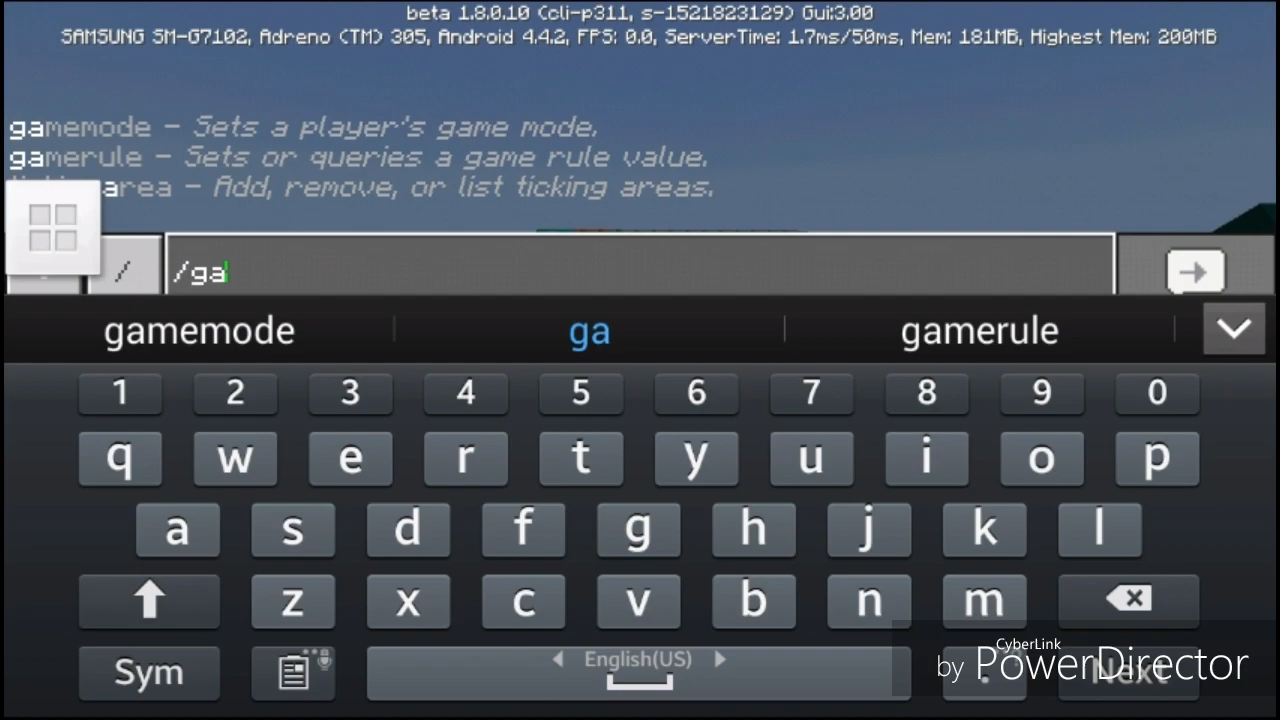 beta 1.8.0.10 (cli-p311, s-1521823129) Gui:3.00
SAMSUNG SM-G7102, Adreno (TM) 305, Android 4.4.2, FPS: 0.0, ServerTime: 1.7ms/50ms, Mem: 181MB, Highest Mem: 200MB
gamemode – Sets a player's game mode.
gamerule – Sets or queries a game rule value.
area – Add, remove, or list ticking areas.
/ /ga
gamemode ga gamerule
1 2 3 4 5 6 7 8 9 0
q w e r t y u i o p
a s d f g h j k l
z x c v b n m
Sym English(US) . Next
CyberLink
by PowerDirector